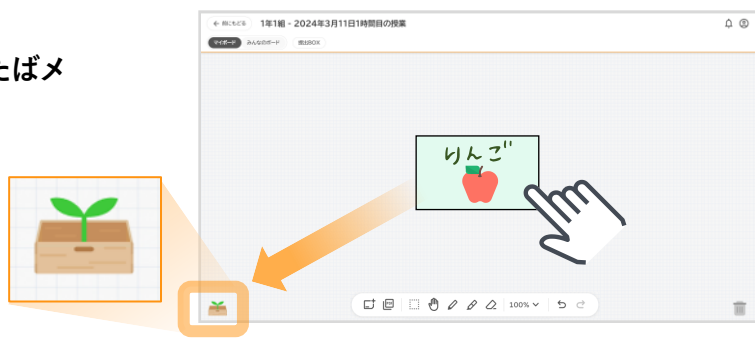 たばメ
← 前にもどる 1年1組 - 2024年3月11日1時間目の授業
マイボード みんなのボード 提出BOX
りんご
100%